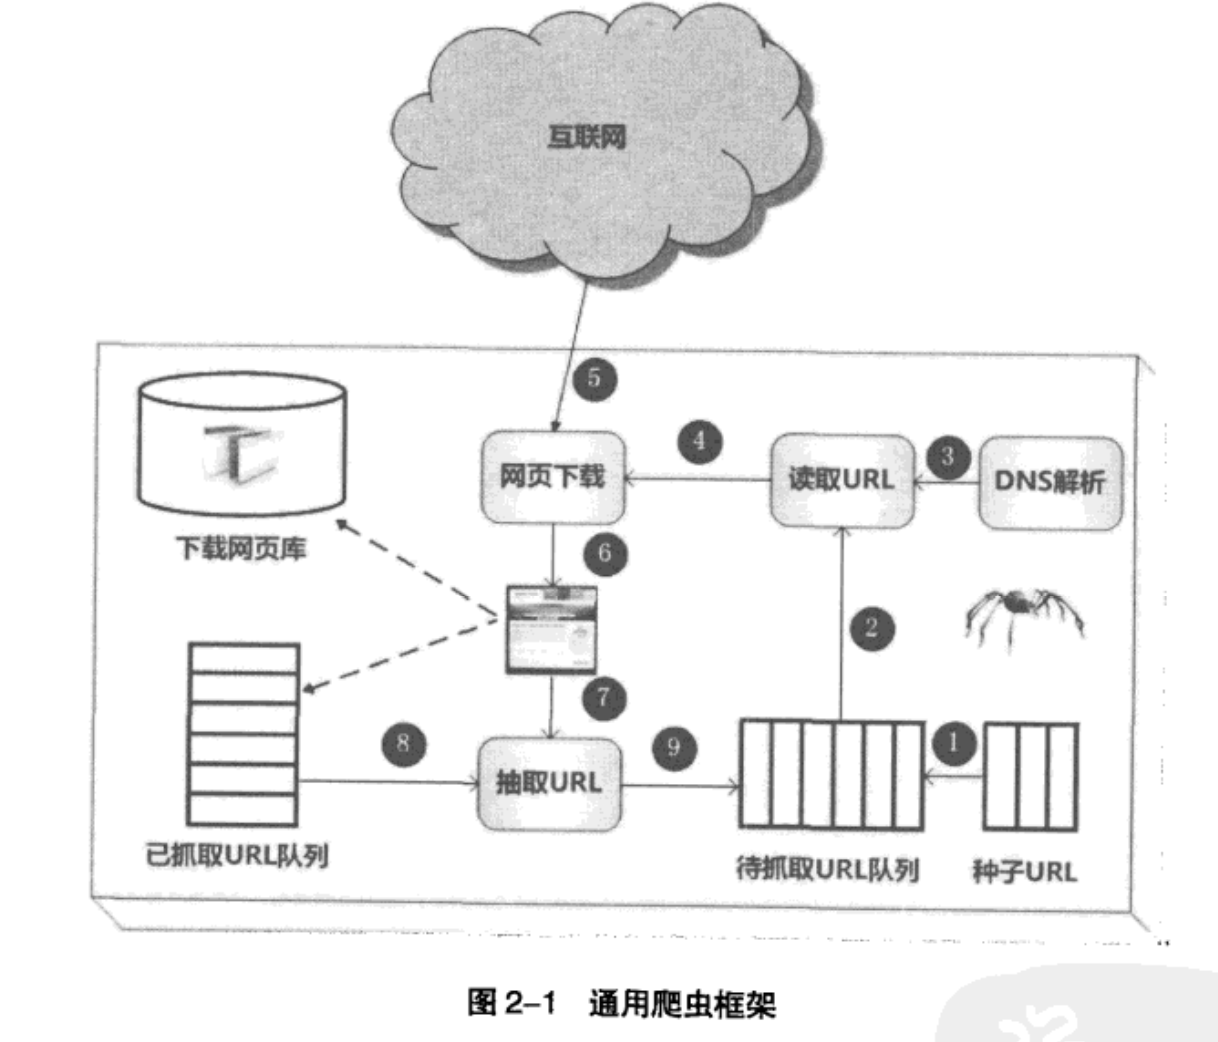 互联网
5
4
3
网页下载
读取URL
DNS解析
下载网页库
6
2
7
8
9
1
抽取URL
已抓取URL队列
待抓取URL队列
种子URL
图 2-1 通用爬虫框架